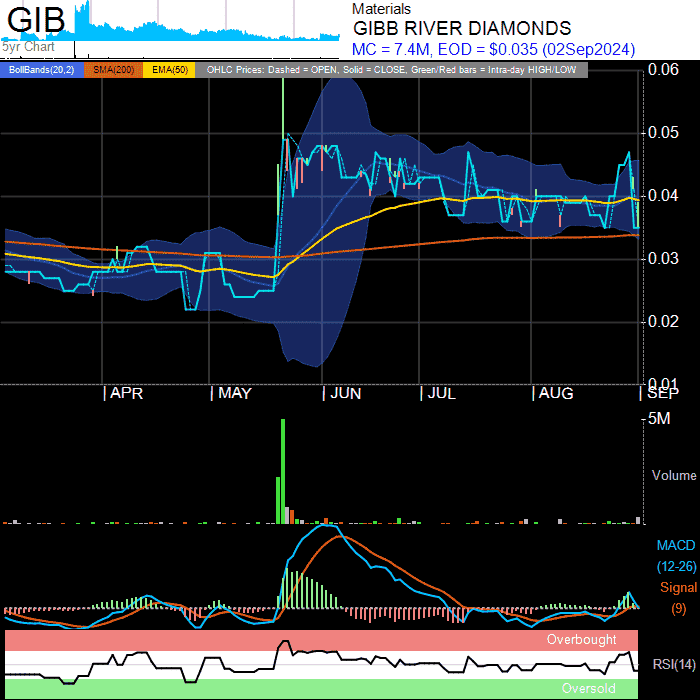 GIB
5yr Chart
Materials
GIBB RIVER DIAMONDS
MC = 7.4M, EOD = $0.035 (02Sep2024)
BollBands(20,2) SMA(200) EMA(50) OHLC Prices: Dashed = OPEN, Solid = CLOSE, Green/Red bars = Intra-day HIGH/LOW
0.06
0.05
0.04
0.03
0.02
0.01
APR MAY JUN JUL AUG SEP
5M
Volume
MACD
(12-26)
Signal
(9)
Overbought
RSI(14)
Oversold